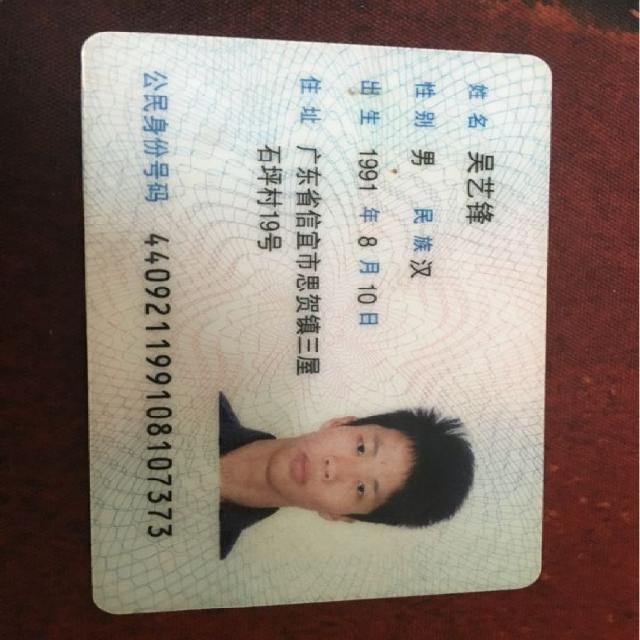 姓名 吴艺锋
性别 男 民族 汉
出生 1991 年 8 月 10 日
住址 广东省信宜市思贺镇三屋
石坪村19号
公民身份号码 440921199108107373